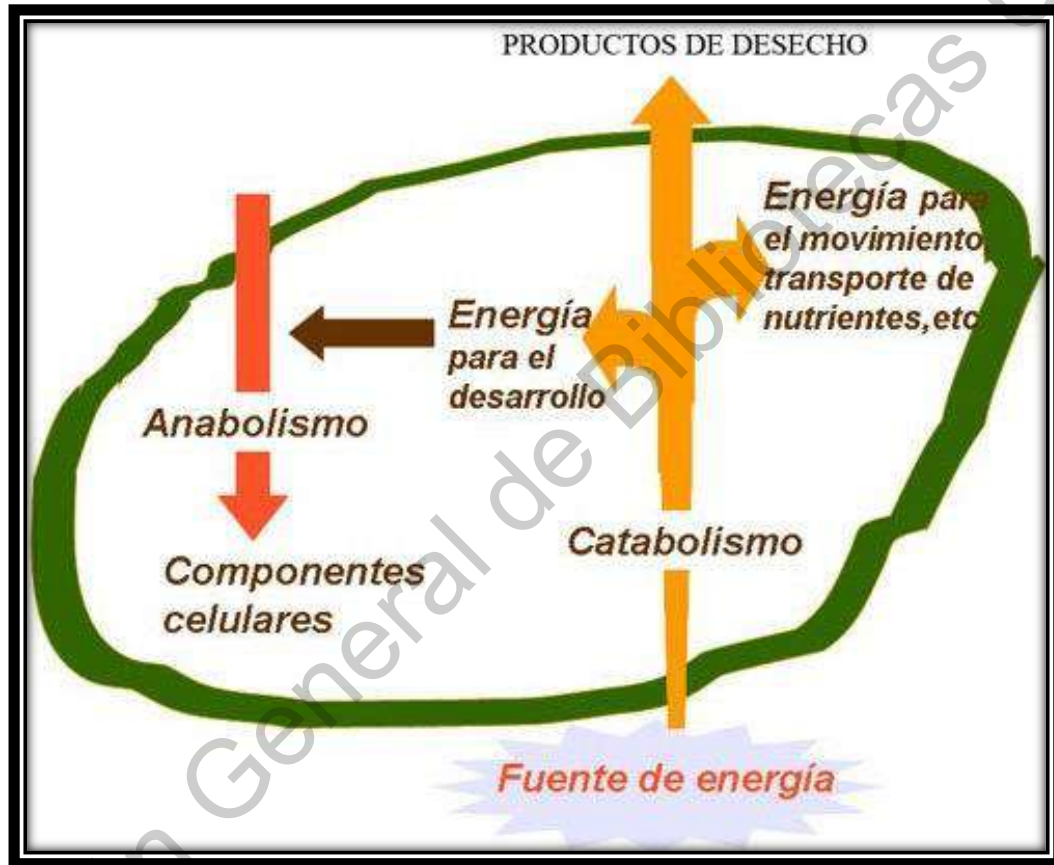 PRODUCTOS DE DESECHO
Energía para
el movimiento,
transporte de
nutrientes,etc
Energía
para el
desarrollo
Anabolismo
Catabolismo
Componentes
celulares
Fuente de energía
General de Bibliotecas